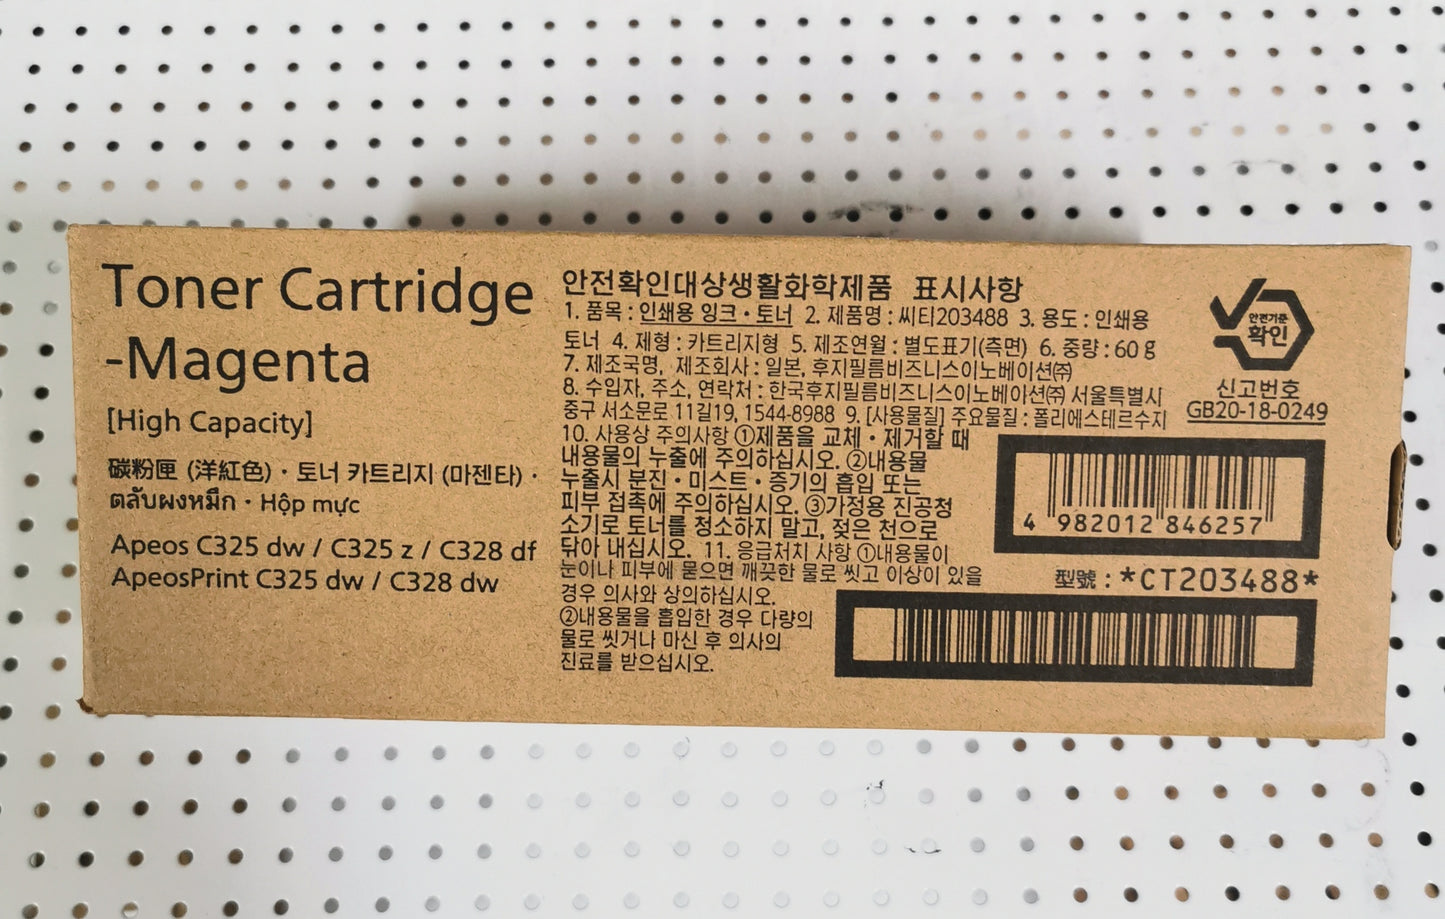 Toner Cartridge
-Magenta
[High Capacity]
碳粉匣 (洋紅色)・토너 카트리지 (마젠타)・
ตลับผงหมึก・Hộp mực
Apeos C325 dw / C325 z / C328 df
ApeosPrint C325 dw / C328 dw
안전확인대상생활화학제품 표시사항
1. 품목 : 인쇄용 잉크・토너 2. 제품명 : 씨티203488 3. 용도 : 인쇄용
토너 4. 제형 : 카트리지형 5. 제조연월 : 별도표기(측면) 6. 중량 : 60 g
7. 제조국명, 제조회사 : 일본, 후지필름비즈니스이노베이션㈜
8. 수입자, 주소, 연락처 : 한국후지필름비즈니스이노베이션㈜ 서울특별시
중구 서소문로 11길19, 1544-8988 9. [사용물질] 주요물질 : 폴리에스테르수지
10. 사용상 주의사항 ①제품을 교체・제거할 때
내용물의 누출에 주의하십시오. ②내용물
누출시 분진・미스트・증기의 흡입 또는
피부 접촉에 주의하십시오. ③가정용 진공청
소기로 토너를 청소하지 말고, 젖은 천으로
닦아 내십시오. 11. 응급처치 사항 ①내용물이
눈이나 피부에 묻으면 깨끗한 물로 씻고 이상이 있을
경우 의사와 상의하십시오.
②내용물을 흡입한 경우 다량의
물로 씻거나 마신 후 의사의
진료를 받으십시오.
안전기준
확인
신고번호
GB20-18-0249
4 982012 846257
型號 : *CT203488*